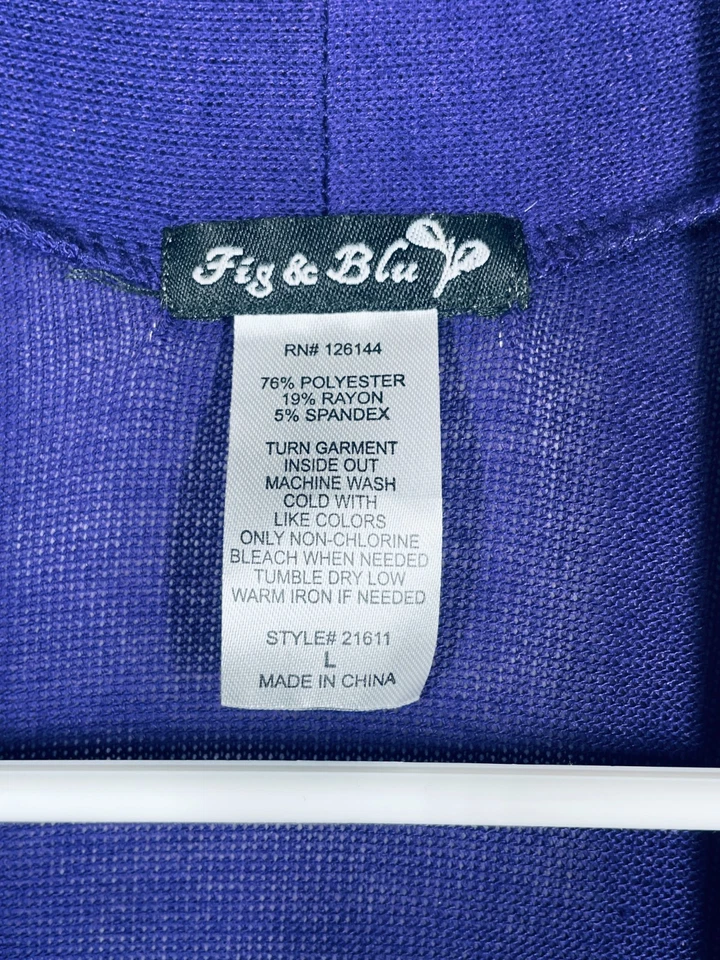 Fig & Blu
RN# 126144
76% POLYESTER
19% RAYON
5% SPANDEX
TURN GARMENT
INSIDE OUT
MACHINE WASH
COLD WITH
LIKE COLORS
ONLY NON-CHLORINE
BLEACH WHEN NEEDED
TUMBLE DRY LOW
WARM IRON IF NEEDED
STYLE# 21611
L
MADE IN CHINA